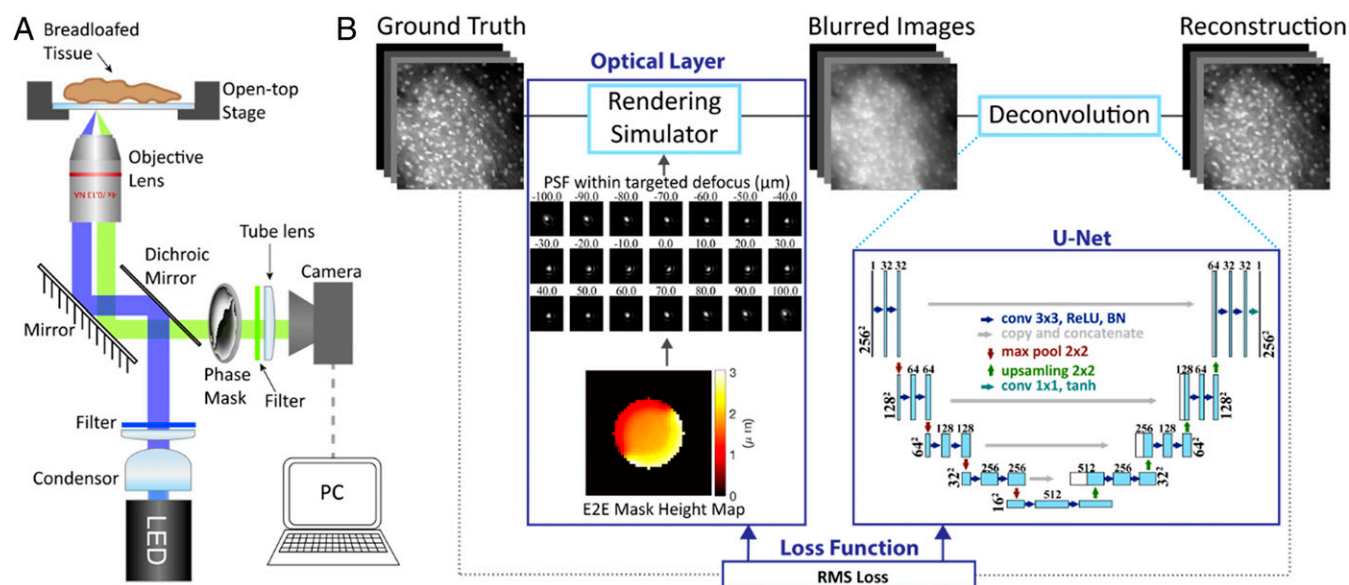 A
Breadloafed
Tissue
Open-top
Stage
Objective
Lens
4x /0.13 NA
Dichroic
Mirror
Tube lens
Camera
Mirror
Phase
Mask
Filter
Filter
Condensor
LED
PC
B
Ground Truth
Blurred Images
Reconstruction
Optical Layer
Rendering
Simulator
Deconvolution
PSF within targeted defocus (μm)
-100.0 -90.0 -80.0 -70.0 -60.0 -50.0 -40.0
-30.0 -20.0 -10.0 0.0 10.0 20.0 30.0
40.0 50.0 60.0 70.0 80.0 90.0 100.0
3
2
1
0
(μm)
E2E Mask Height Map
U-Net
1 32 32
64 32 32 1
256²
256²
conv 3x3, ReLU, BN
copy and concatenate
max pool 2x2
upsamling 2x2
conv 1x1, tanh
64 64
128 64
128²
128²
128 128
256 128
64²
64²
256 256
512 256
32²
32²
512
16²
Loss Function
RMS Loss